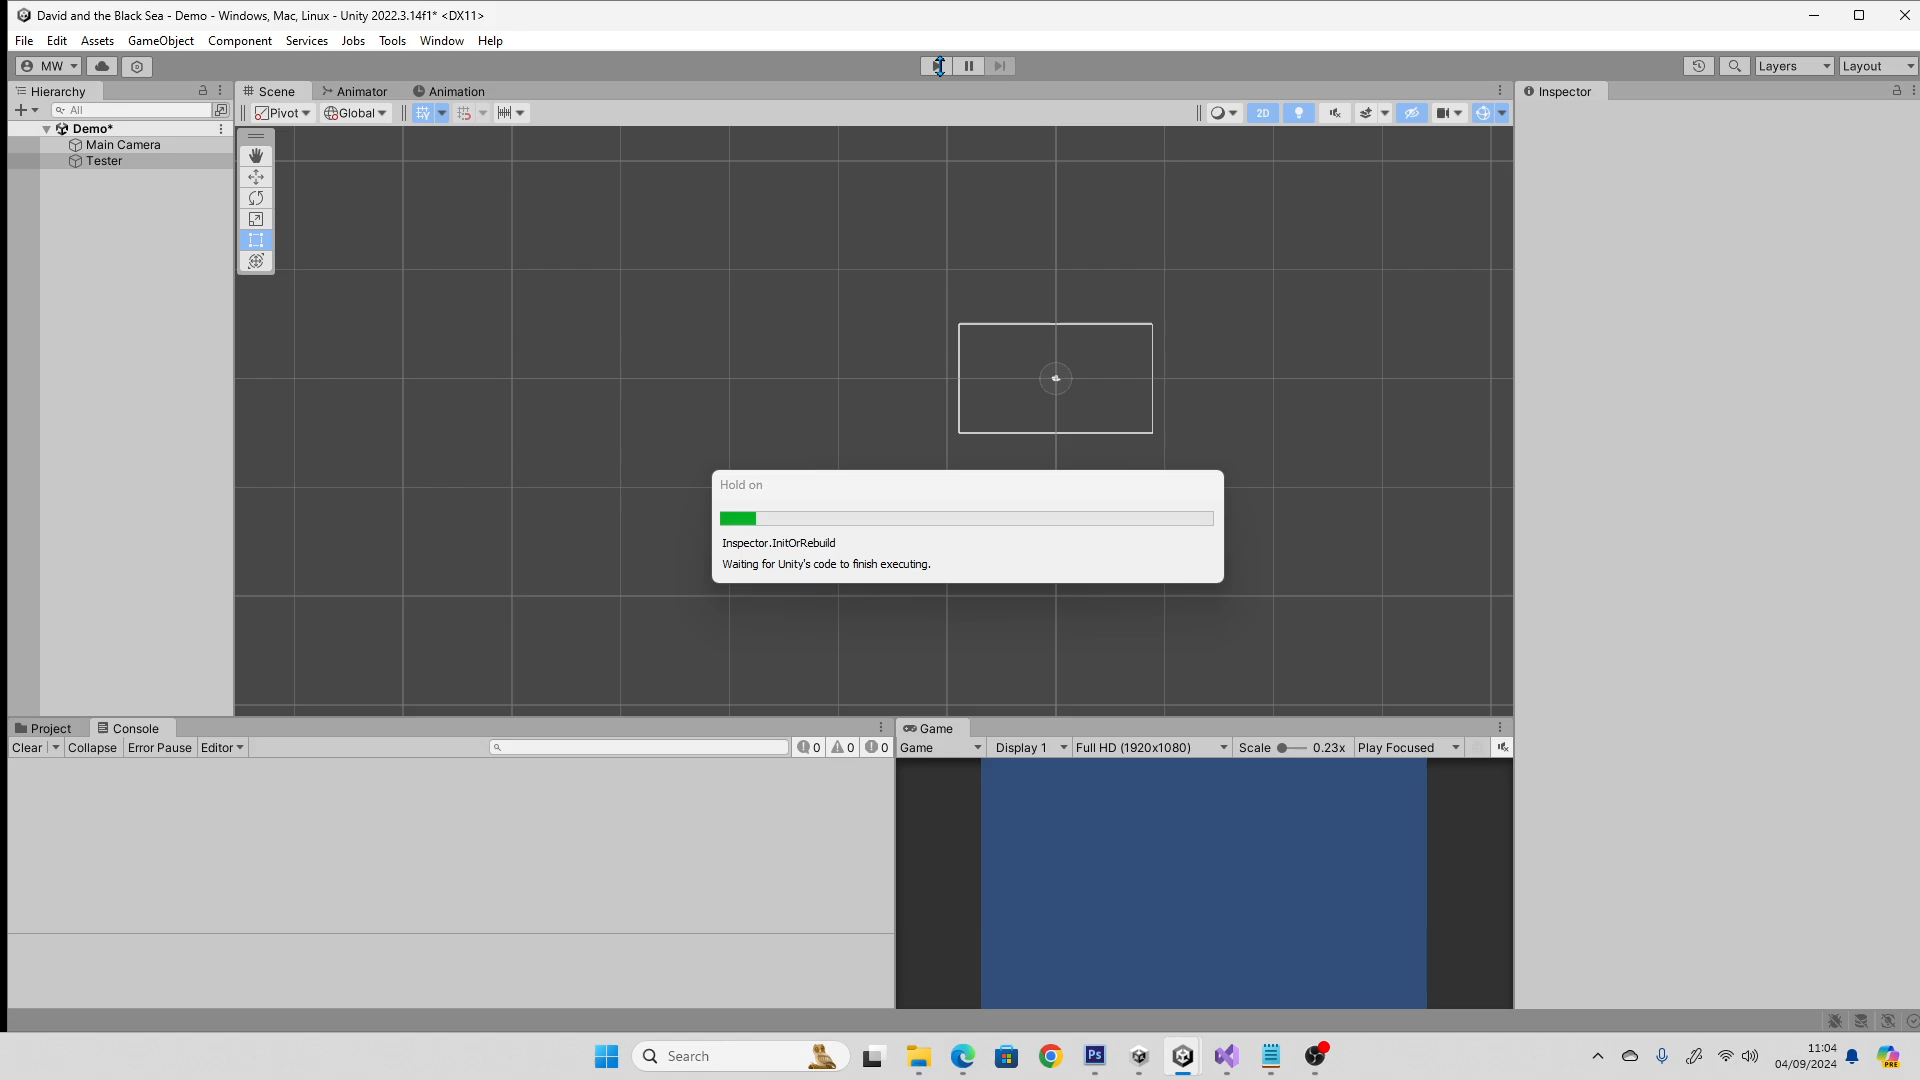 David and the Black Sea - Demo - Windows, Mac, Linux - Unity 2022.3.14f1* <DX11>
File Edit Assets GameObject Component Services Jobs Tools Window Help
MW Layers Layout
Hierarchy Scene Animator Animation Inspector
All Pivot Global 2D
Demo*
Main Camera
Tester
Hold on
Inspector.InitOrRebuild
Waiting for Unity's code to finish executing.
Project Console Game
Clear Collapse Error Pause Editor 0 0 0 Game Display 1 Full HD (1920x1080) Scale 0.23x Play Focused
Search Ps 11:04 PRE
04/09/2024